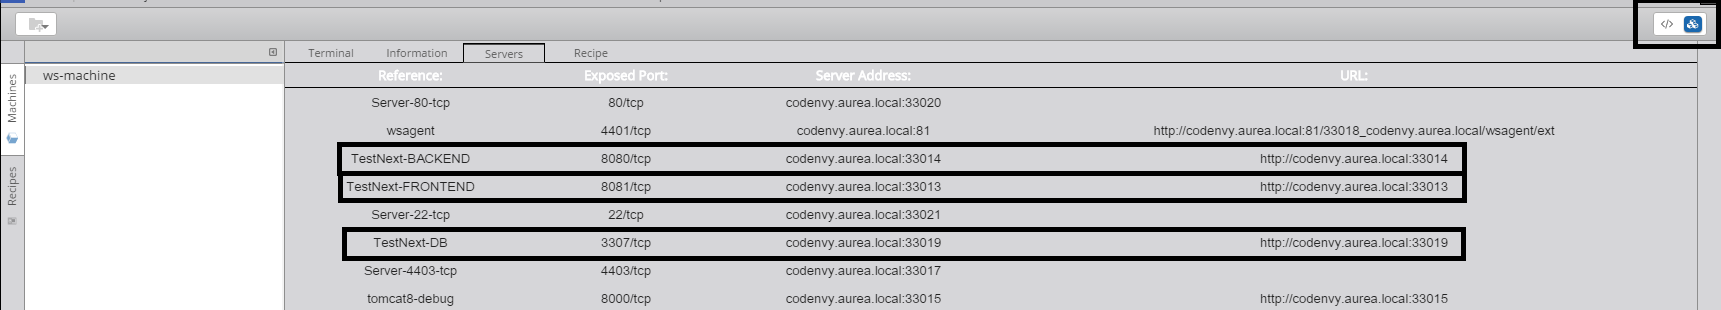 </>
Terminal Information Servers Recipe
Machines
Recipes
ws-machine
Reference: Exposed Port: Server Address: URL:
Server-80-tcp 80/tcp codenvy.aurea.local:33020
wsagent 4401/tcp codenvy.aurea.local:81 http://codenvy.aurea.local:81/33018_codenvy.aurea.local/wsagent/ext
TestNext-BACKEND 8080/tcp codenvy.aurea.local:33014 http://codenvy.aurea.local:33014
TestNext-FRONTEND 8081/tcp codenvy.aurea.local:33013 http://codenvy.aurea.local:33013
Server-22-tcp 22/tcp codenvy.aurea.local:33021
TestNext-DB 3307/tcp codenvy.aurea.local:33019 http://codenvy.aurea.local:33019
Server-4403-tcp 4403/tcp codenvy.aurea.local:33017
tomcat8-debug 8000/tcp codenvy.aurea.local:33015 http://codenvy.aurea.local:33015